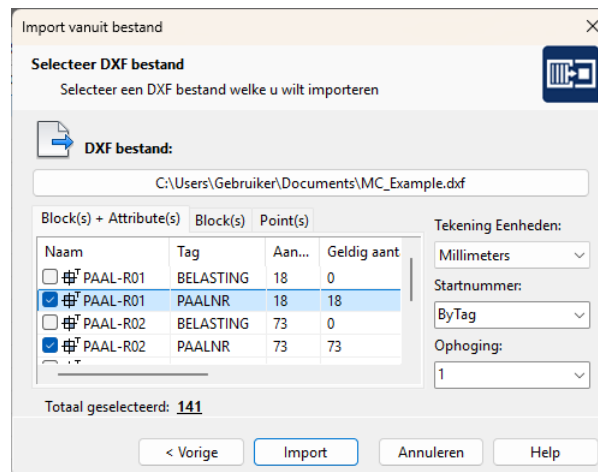 Import vanuit bestand
Selecteer DXF bestand
Selecteer een DXF bestand welke u wilt importeren
DXF bestand:
C:\Users\Gebruiker\Documents\MC_Example.dxf
Block(s) + Attribute(s) Block(s) Point(s)
Tekening Eenheden:
Naam Tag Aan... Geldig aant
Millimeters
PAAL-R01 BELASTING 18 0
Startnummer:
PAAL-R01 PAALNR 18 18
ByTag
PAAL-R02 BELASTING 73 0
Ophoging:
PAAL-R02 PAALNR 73 73
1
Totaal geselecteerd: 141
< Vorige Import Annuleren Help